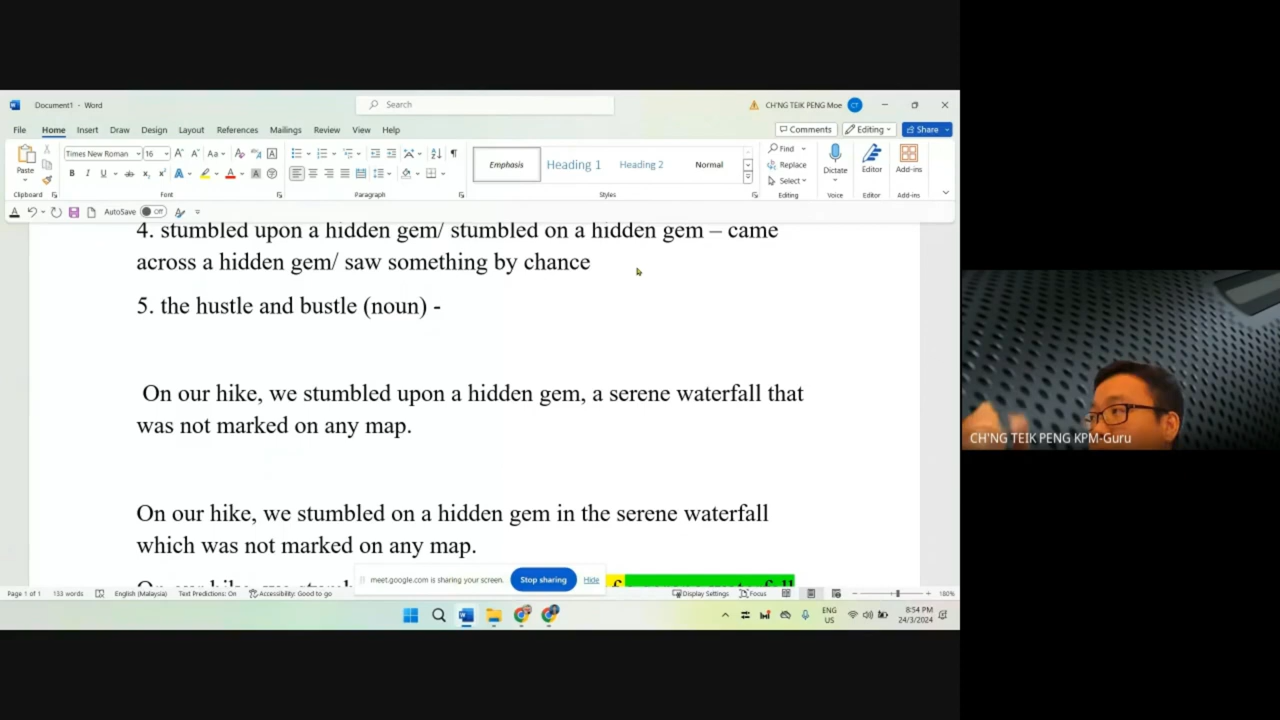 Document1 - Word
Search
CH'NG TEIK PENG Moe
CT
File Home Insert Draw Design Layout References Mailings Review View Help
Comments Editing Share
Paste
Clipboard
Times New Roman 16
Font
Paragraph
Emphasis Heading 1 Heading 2 Normal
Styles
Find
Replace
Select
Editing
Dictate
Voice
Editor
Editor
Add-ins
Add-ins
AutoSave Off
4. stumbled upon a hidden gem/ stumbled on a hidden gem – came
across a hidden gem/ saw something by chance
5. the hustle and bustle (noun) -
On our hike, we stumbled upon a hidden gem, a serene waterfall that
was not marked on any map.
On our hike, we stumbled on a hidden gem in the serene waterfall
which was not marked on any map.
meet.google.com is sharing your screen. Stop sharing Hide
Page 1 of 1 133 words English (Malaysia) Text Predictions: On Accessibility: Good to go Display Settings Focus 180%
ENG
US
8:54 PM
24/3/2024
CH'NG TEIK PENG KPM-Guru